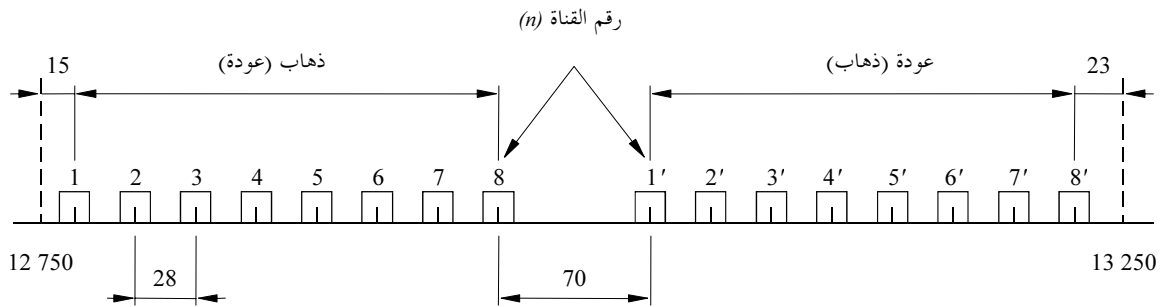 رقم القناة (n)
15 ذهاب (عودة) عودة (ذهاب) 23
1 2 3 4 5 6 7 8 1′ 2′ 3′ 4′ 5′ 6′ 7′ 8′
12 750 13 250
28 70